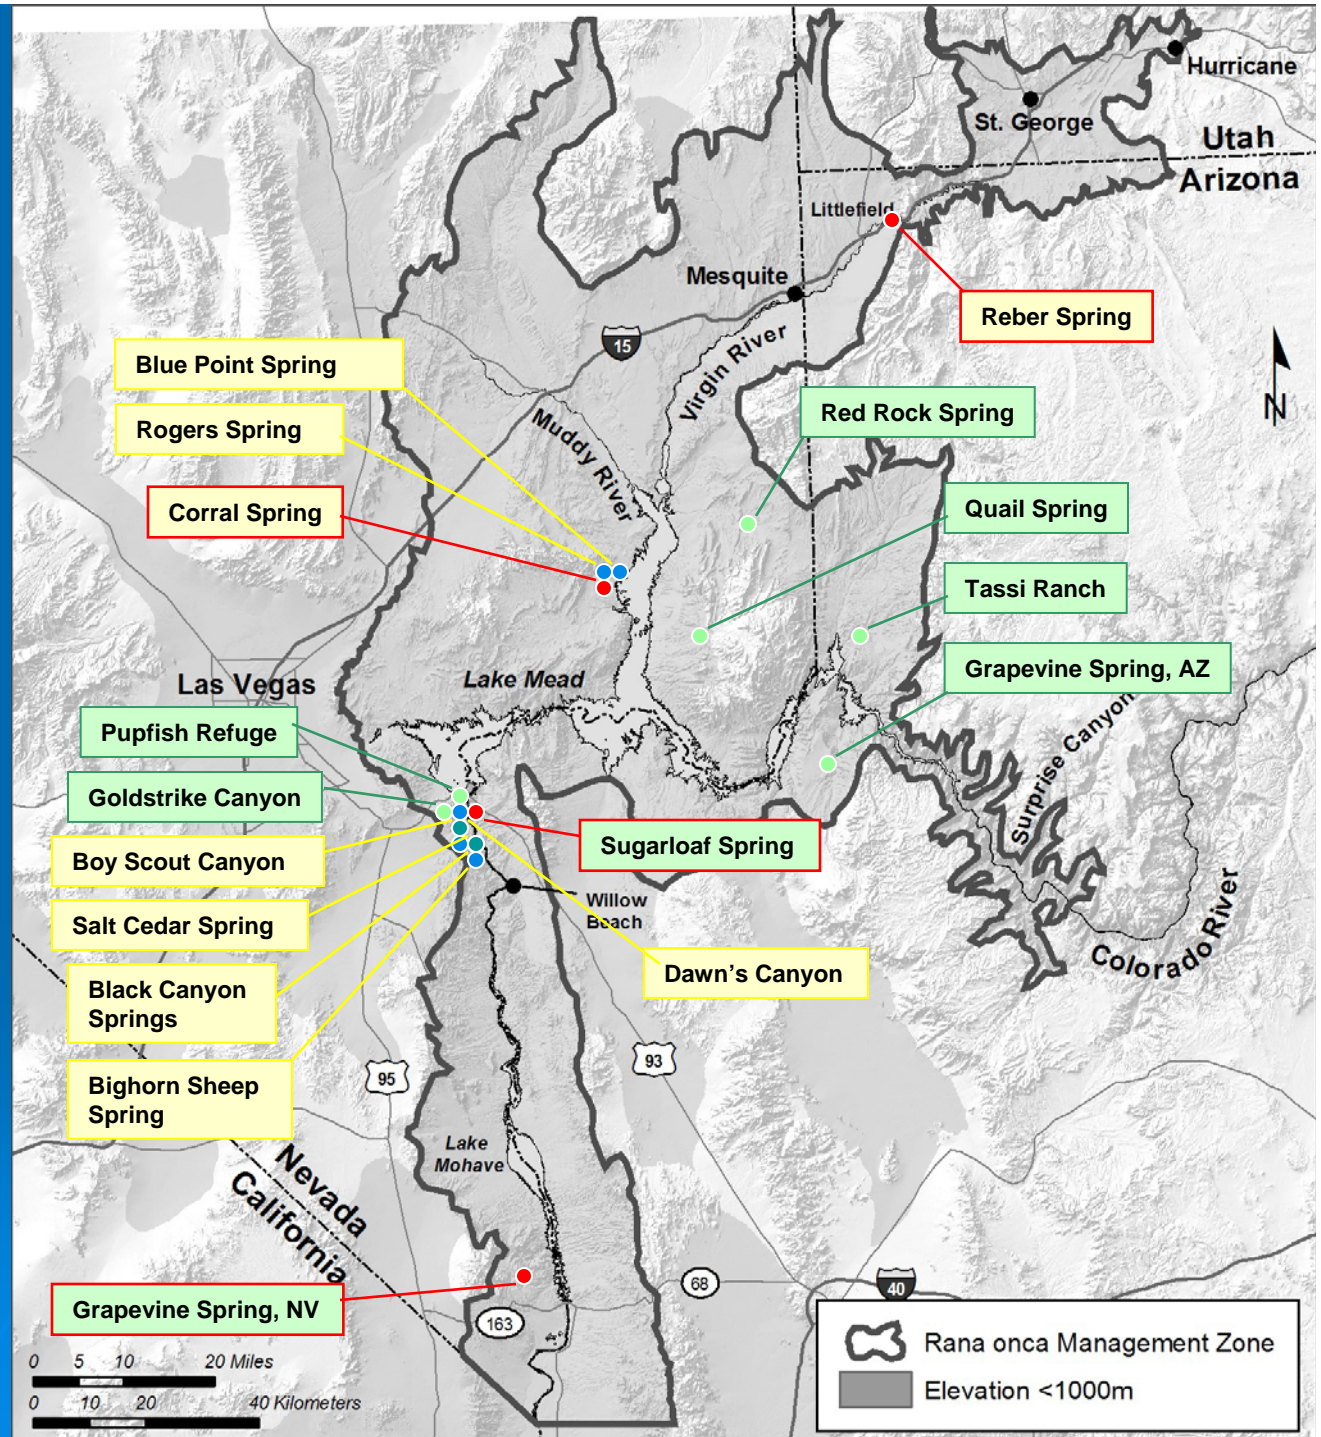 Hurricane
St. George
Utah
Arizona
Littlefield
Mesquite
Reber Spring
15
Virgin River
N
Blue Point Spring
Rogers Spring
Corral Spring
Muddy River
Red Rock Spring
Quail Spring
Tassi Ranch
Grapevine Spring, AZ
Las Vegas
Lake Mead
Surprise Canyon
Colorado River
Pupfish Refuge
Goldstrike Canyon
Boy Scout Canyon
Salt Cedar Spring
Black Canyon
Springs
Bighorn Sheep
Spring
Sugarloaf Spring
Willow
Beach
Dawn's Canyon
95
93
Lake
Mohave
Nevada
California
Grapevine Spring, NV
163
68
40
0 5 10 20 Miles
0 10 20 40 Kilometers
Rana onca Management Zone
Elevation <1000m